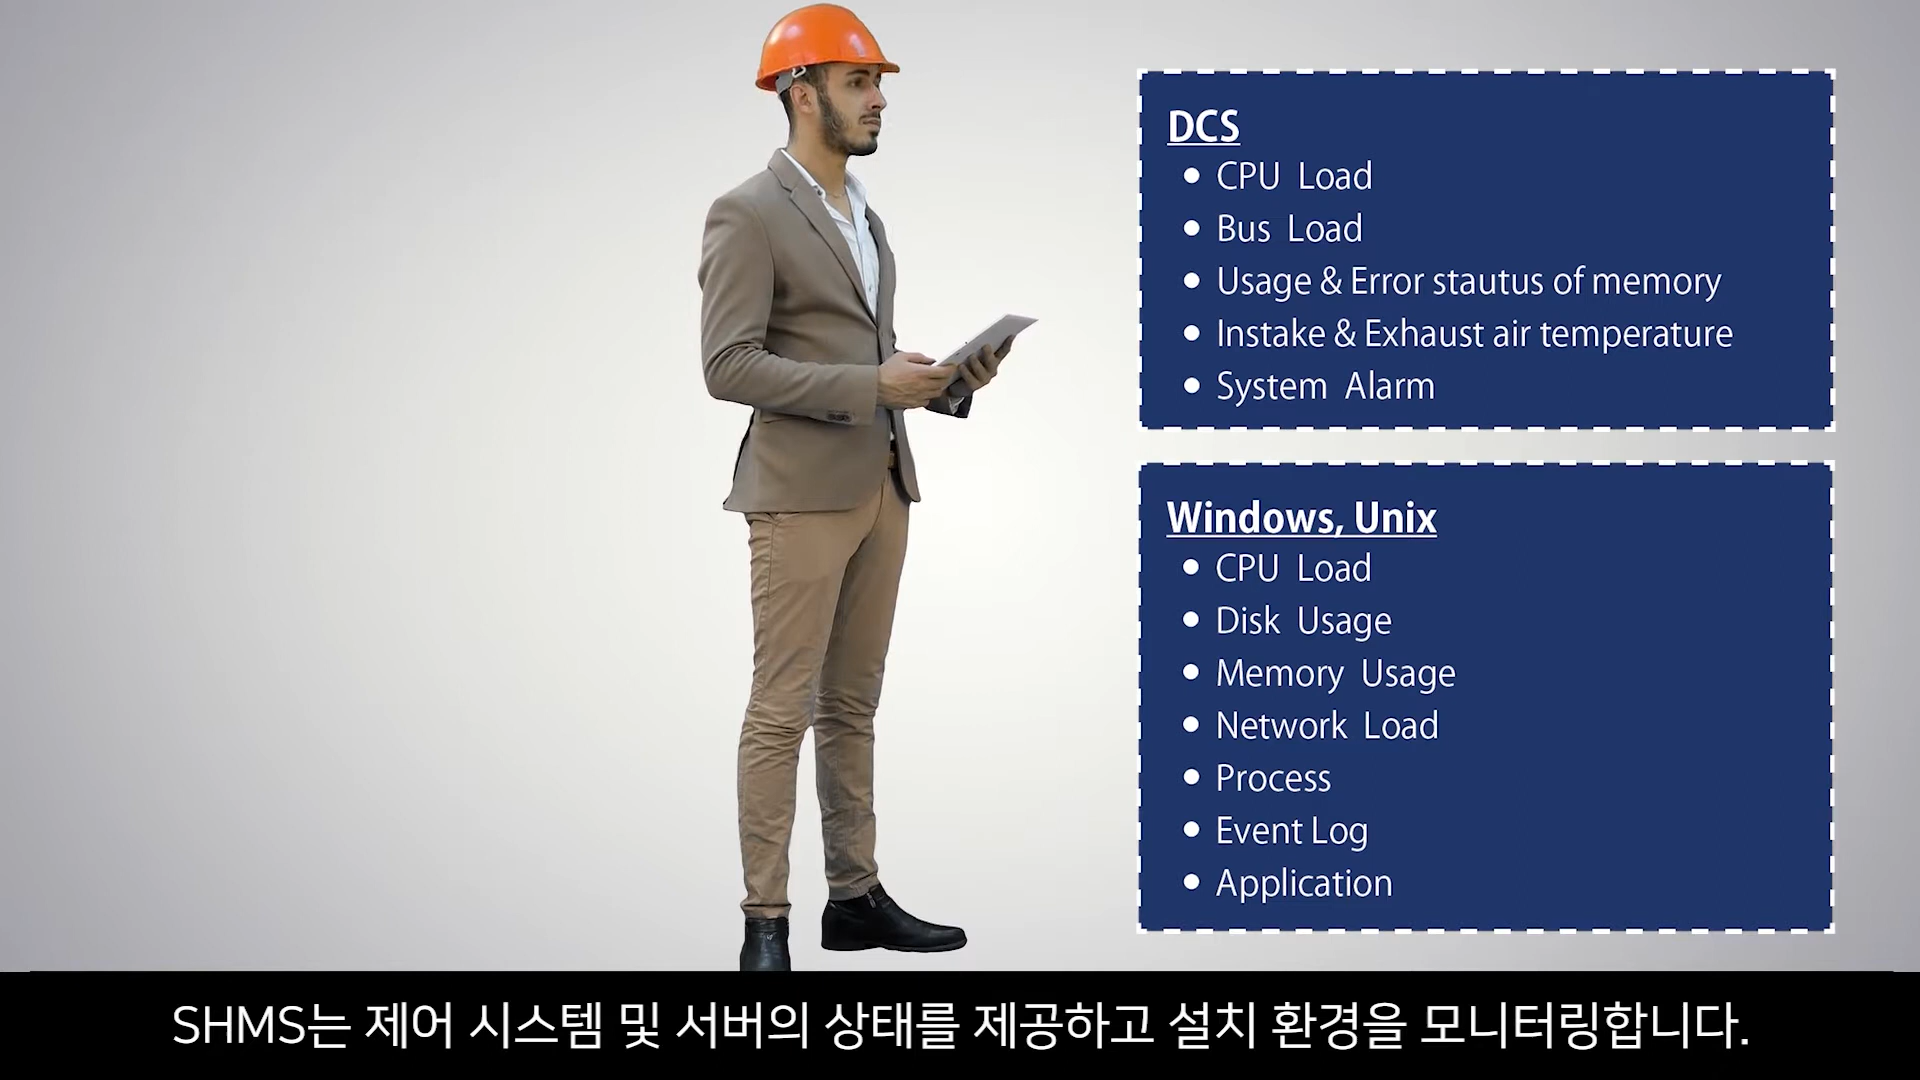 DCS
CPU Load
Bus Load
Usage & Error stautus of memory
Instake & Exhaust air temperature
System Alarm
Windows, Unix
CPU Load
Disk Usage
Memory Usage
Network Load
Process
Event Log
Application
SHMS는 제어 시스템 및 서버의 상태를 제공하고 설치 환경을 모니터링합니다.